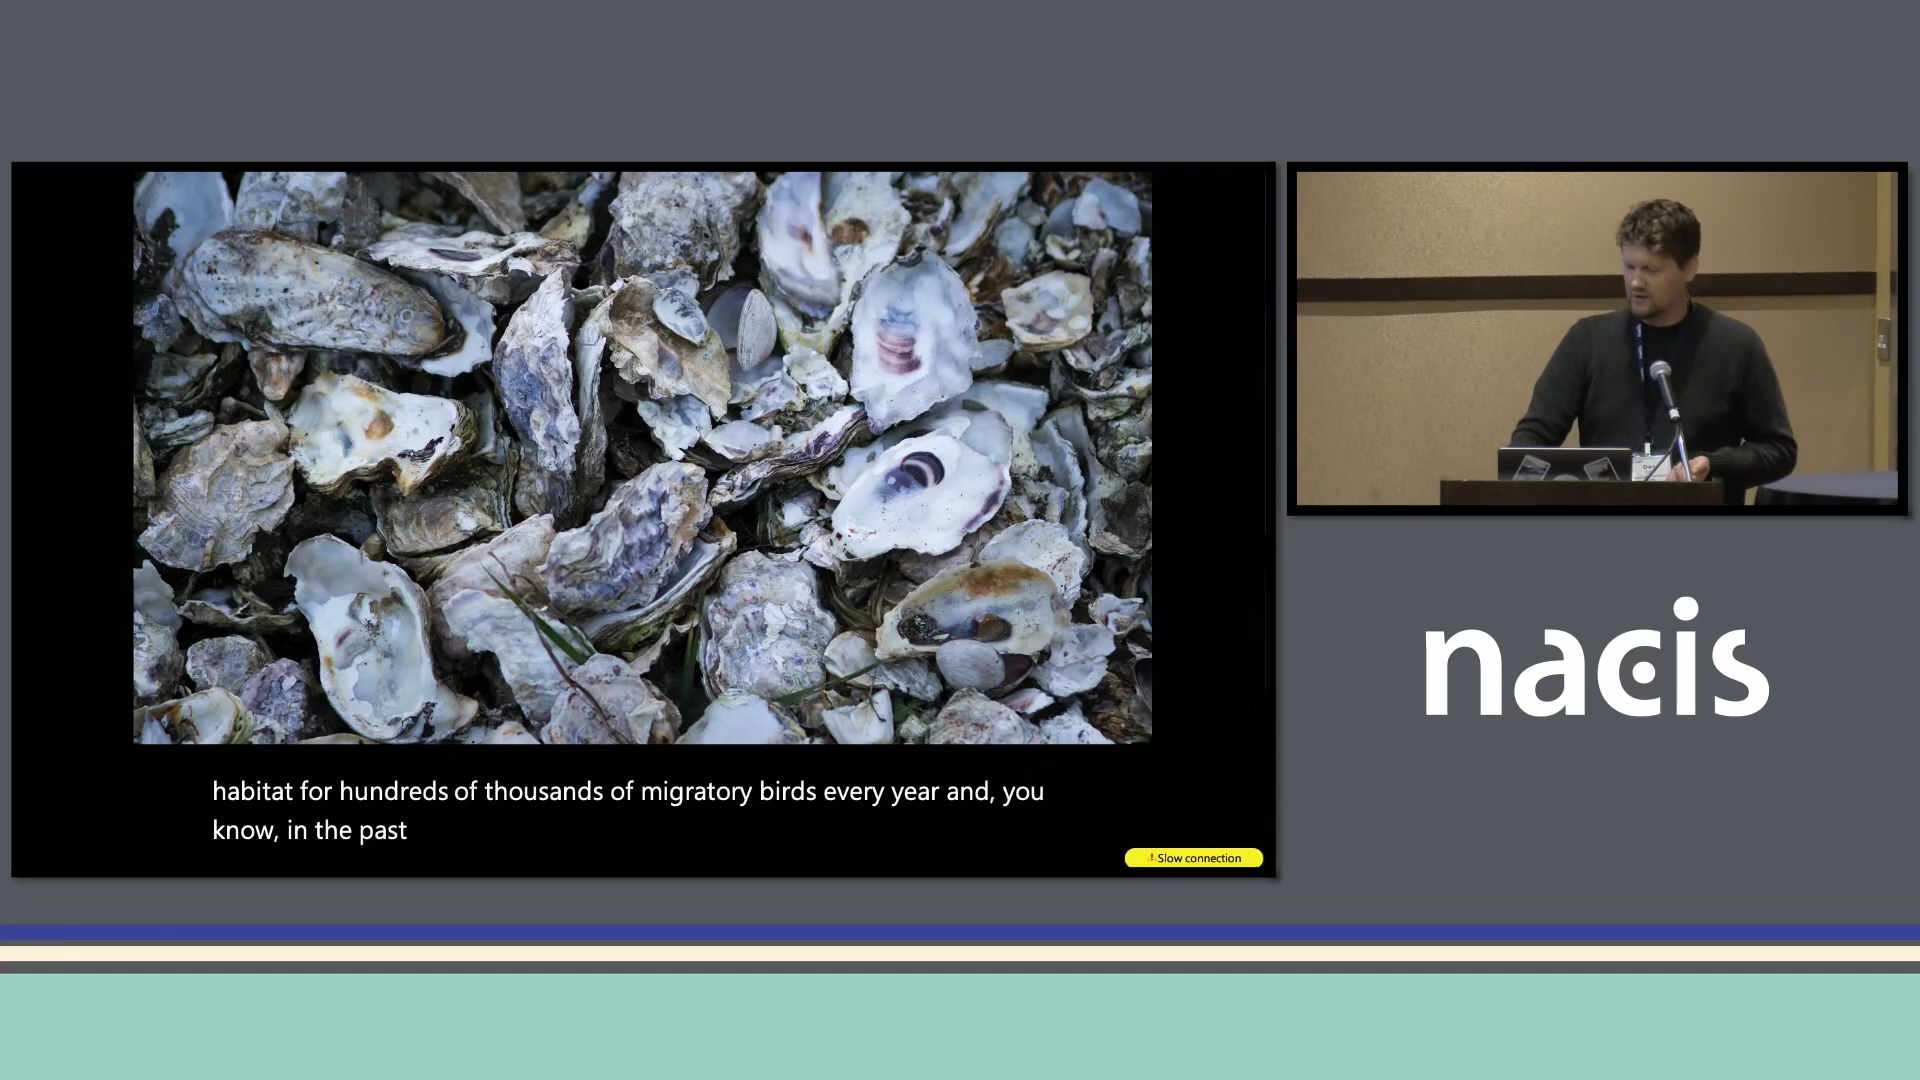 habitat for hundreds of thousands of migratory birds every year and, you
know, in the past
Slow connection
nacis